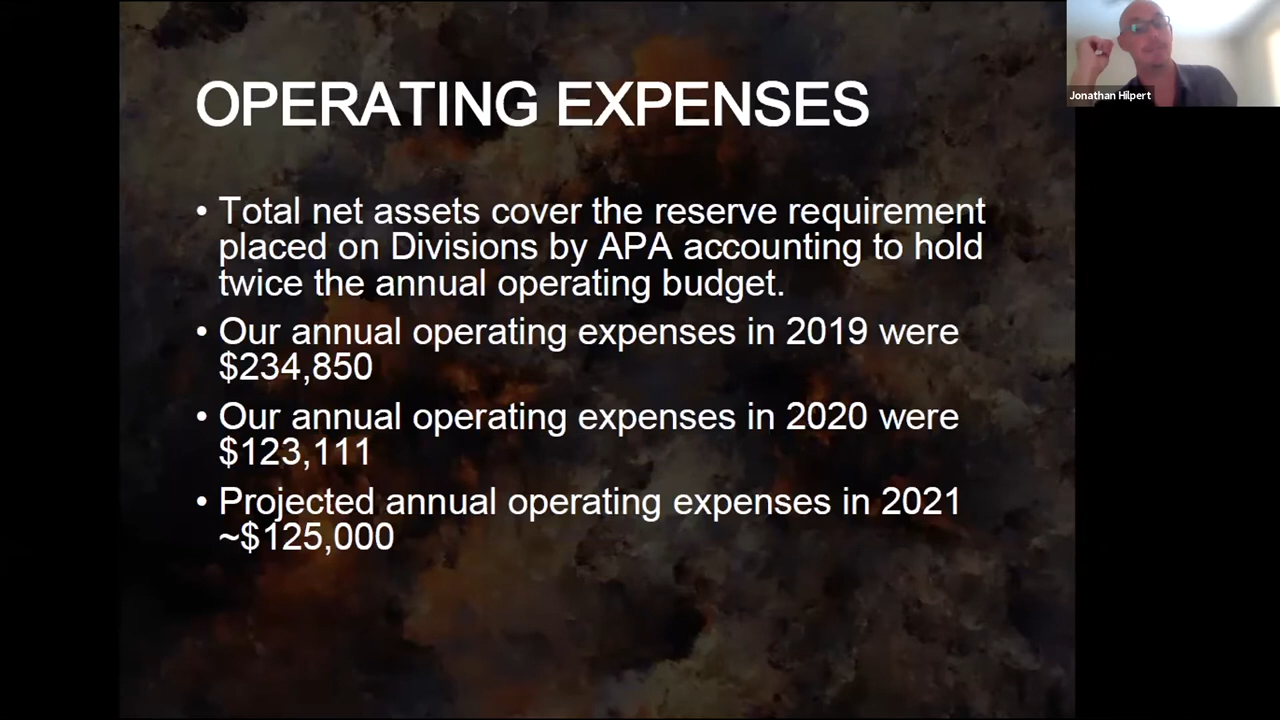 OPERATING EXPENSES
• Total net assets cover the reserve requirement
placed on Divisions by APA accounting to hold
twice the annual operating budget.
• Our annual operating expenses in 2019 were
$234,850
• Our annual operating expenses in 2020 were
$123,111
• Projected annual operating expenses in 2021
~$125,000
Jonathan Hilpert